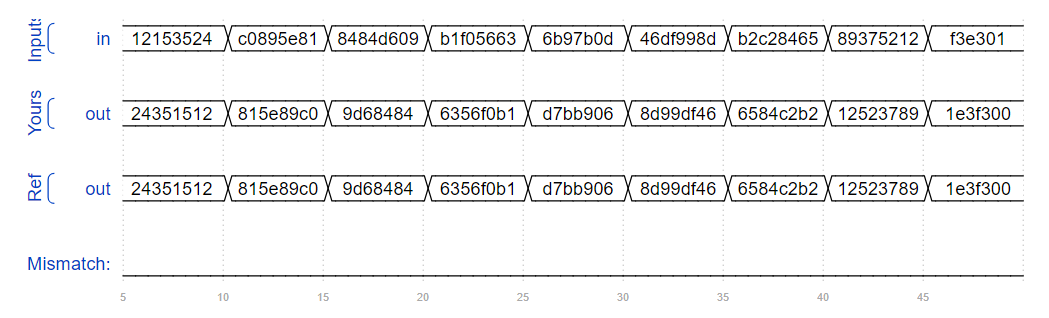 Inputs in 12153524 c0895e81 8484d609 b1f05663 6b97b0d 46df998d b2c28465 89375212 f3e301
Yours out 24351512 815e89c0 9d68484 6356f0b1 d7bb906 8d99df46 6584c2b2 12523789 1e3f300
Ref out 24351512 815e89c0 9d68484 6356f0b1 d7bb906 8d99df46 6584c2b2 12523789 1e3f300
Mismatch:
5 10 15 20 25 30 35 40 45